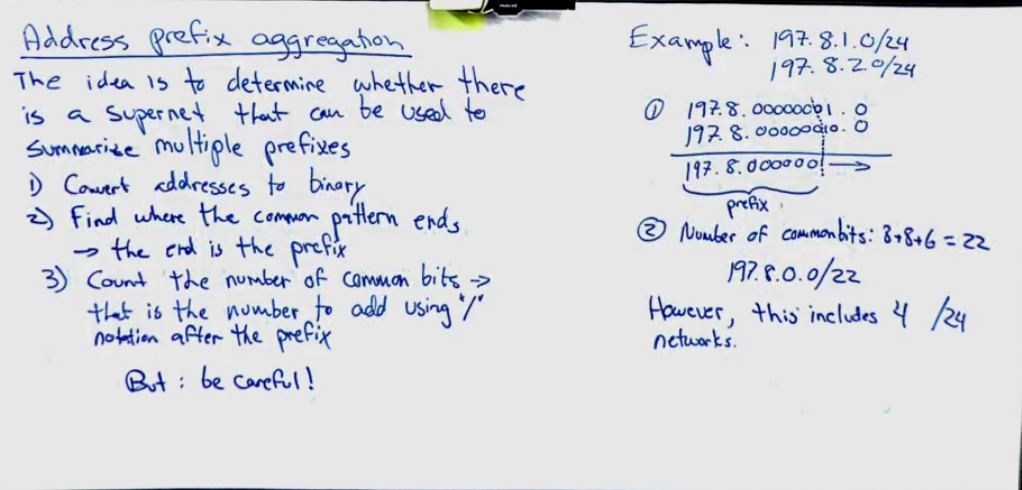 Address prefix aggregation
The idea is to determine whether there
is a supernet that can be used to
summarize multiple prefixes
1) Convert addresses to binary
2) Find where the common pattern ends
→ the end is the prefix
3) Count the number of common bits →
that is the number to add using "/"
notation after the prefix
But : be careful!
Example: 197.8.1.0/24
197.8.2.0/24
① 197.8.00000001.0
197.8.00000010.0
197.8.000000 →
prefix
② Number of common bits: 8+8+6 = 22
197.8.0.0/22
However, this includes 4 /24
networks.